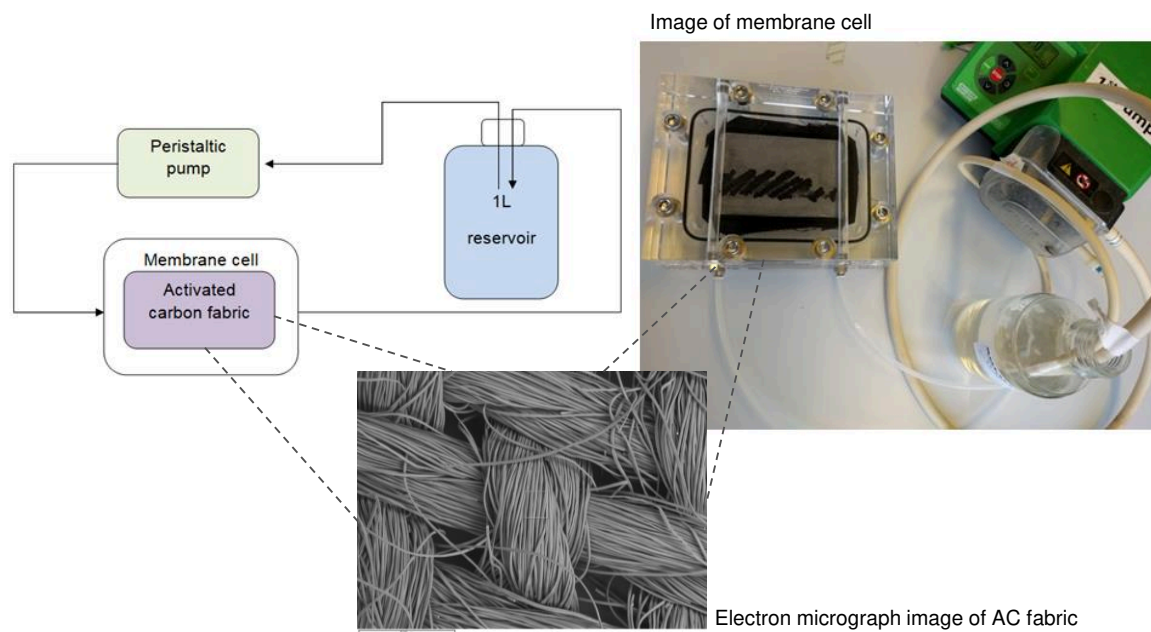 Image of membrane cell
Peristaltic
pump
1L
reservoir
Membrane cell
Activated
carbon fabric
Electron micrograph image of AC fabric